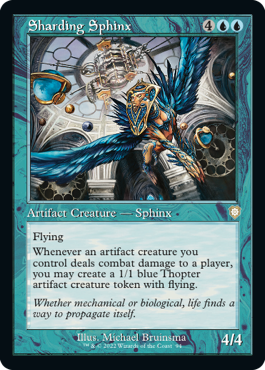 Sharding Sphinx 4
Artifact Creature — Sphinx
Flying
Whenever an artifact creature you
control deals combat damage to a player,
you may create a 1/1 blue Thopter
artifact creature token with flying.
Whether mechanical or biological, life finds a
way to propagate itself.
Illus. Michael Bruinsma
™ & © 2022 Wizards of the Coast 94
4/4